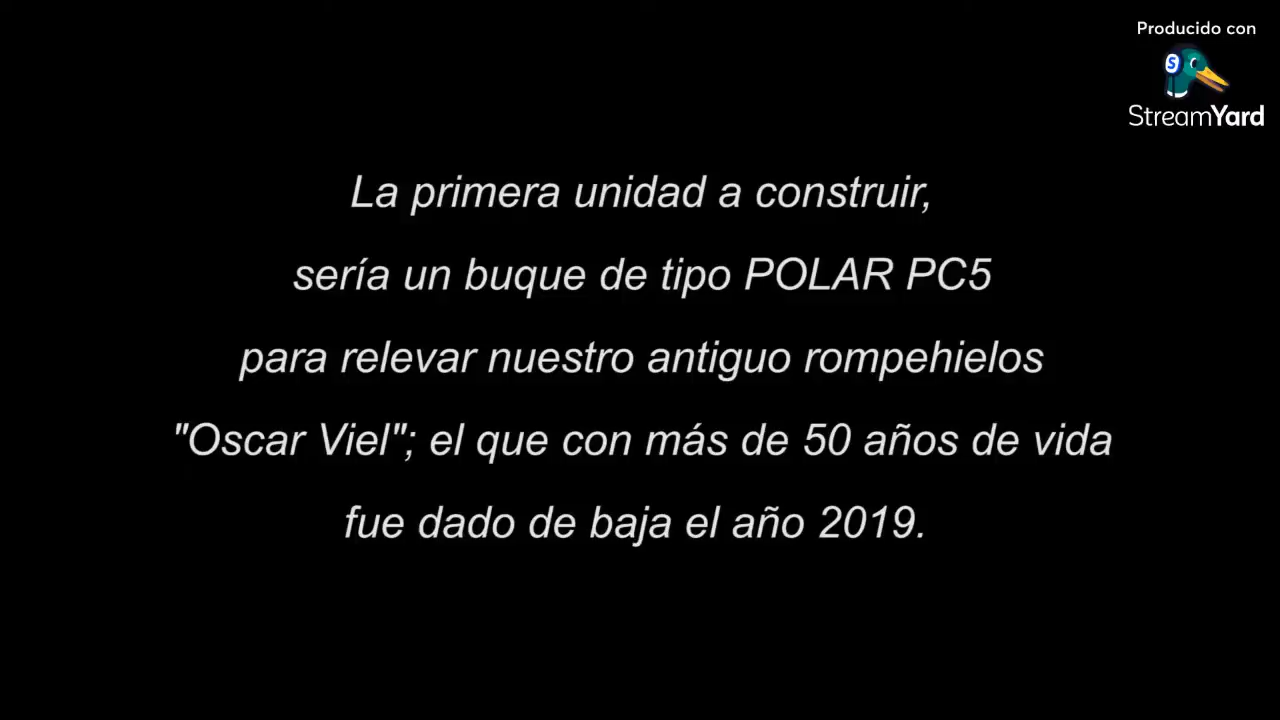 Producido con
StreamYard
La primera unidad a construir,
sería un buque de tipo POLAR PC5
para relevar nuestro antiguo rompehielos
"Oscar Viel"; el que con más de 50 años de vida
fue dado de baja el año 2019.